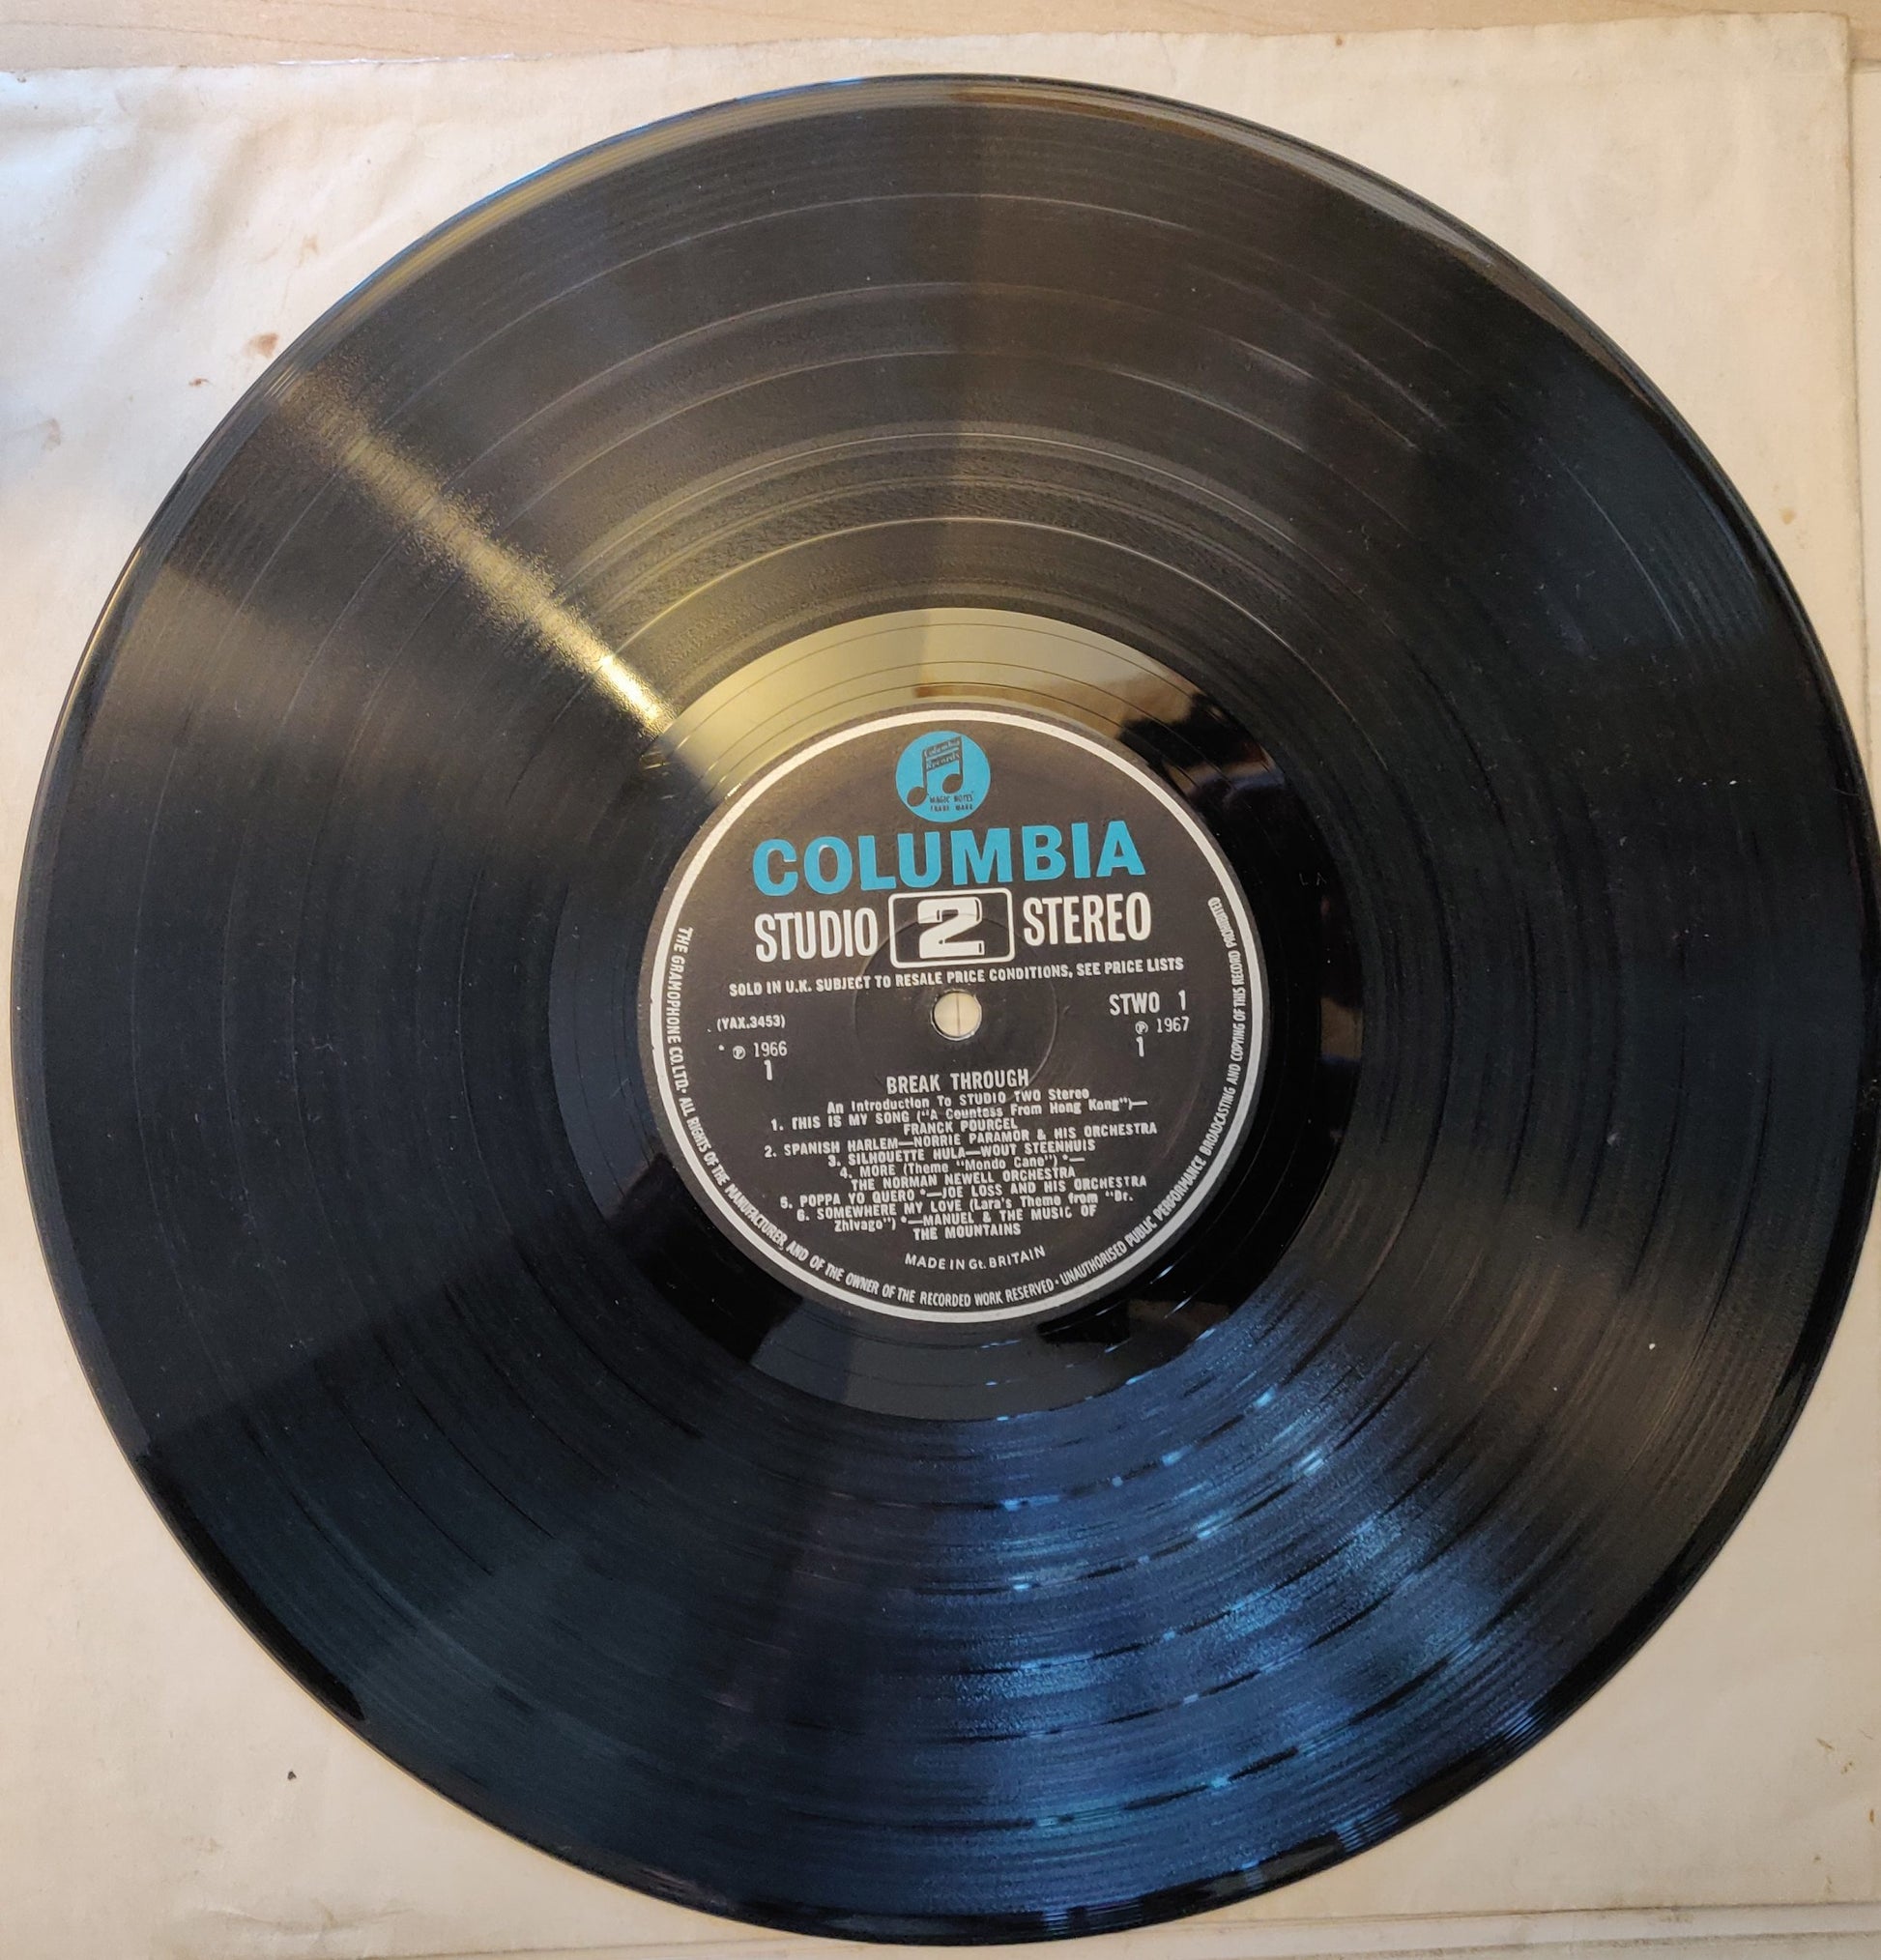 Columbia
Records
MAGIC NOTES
TRADE MARK
COLUMBIA
STUDIO 2 STEREO
SOLD IN U.K. SUBJECT TO RESALE PRICE CONDITIONS, SEE PRICE LISTS
(YAX.3453)
STWO 1
* ℗ 1966
℗ 1967
1
1
BREAK THROUGH
An Introduction To STUDIO TWO Stereo
1. THIS IS MY SONG ("A Countess From Hong Kong")—
FRANCK POURCEL
2. SPANISH HARLEM—NORRIE PARAMOR & HIS ORCHESTRA
3. SILHOUETTE HULA—WOUT STEENHUIS
4. MORE (Theme "Mondo Cane") *—
THE NORMAN NEWELL ORCHESTRA
5. POPPA YO QUERO *—JOE LOSS AND HIS ORCHESTRA
6. SOMEWHERE MY LOVE (Lara's Theme from "Dr.
Zhivago") *—MANUEL & THE MUSIC OF
THE MOUNTAINS
MADE IN Gt. BRITAIN
THE GRAMOPHONE CO. LTD. · ALL RIGHTS OF THE MANUFACTURER AND OF THE OWNER OF THE RECORDED WORK RESERVED · UNAUTHORISED PUBLIC PERFORMANCE BROADCASTING AND COPYING OF THIS RECORD PROHIBITED